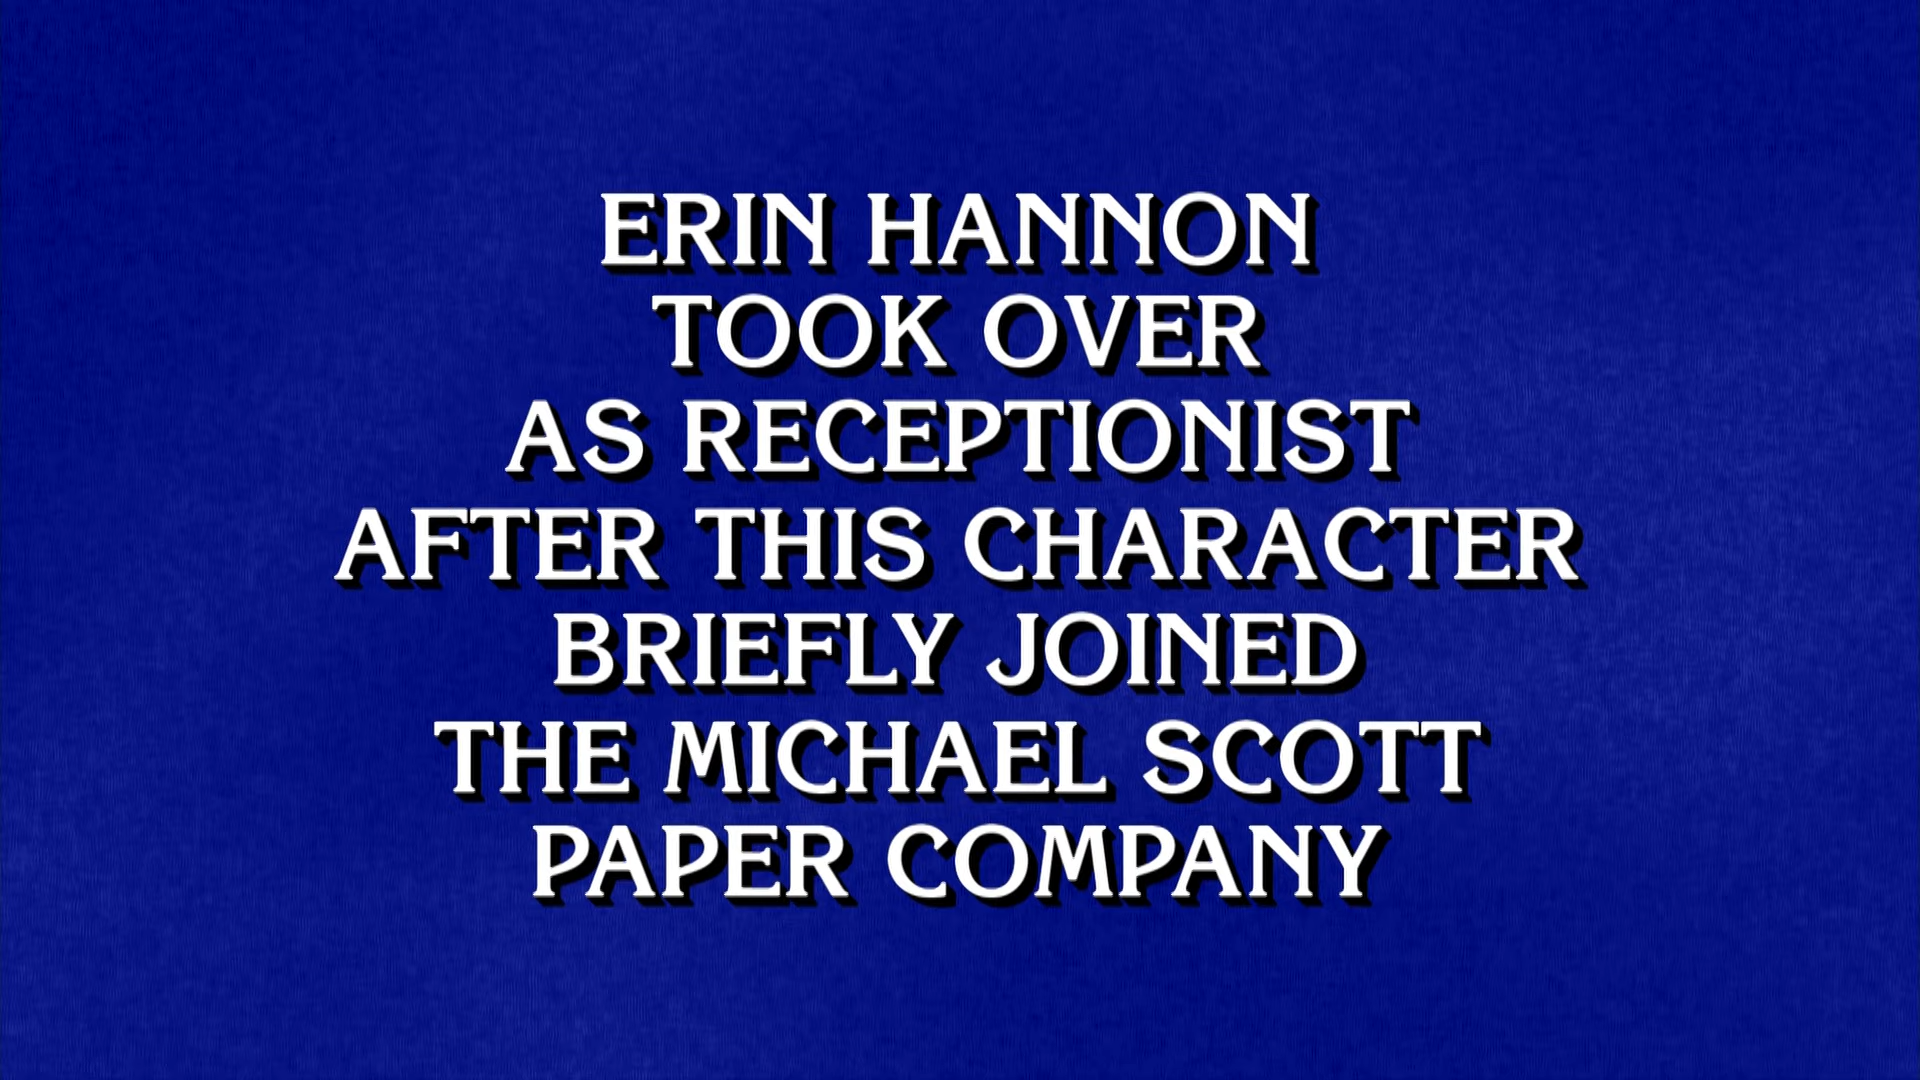 ERIN HANNON
TOOK OVER
AS RECEPTIONIST
AFTER THIS CHARACTER
BRIEFLY JOINED
THE MICHAEL SCOTT
PAPER COMPANY